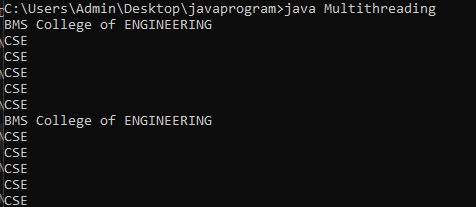 C:\Users\Admin\Desktop\javaprogram>java Multithreading
BMS College of ENGINEERING
CSE
CSE
CSE
CSE
CSE
BMS College of ENGINEERING
CSE
CSE
CSE
CSE
CSE